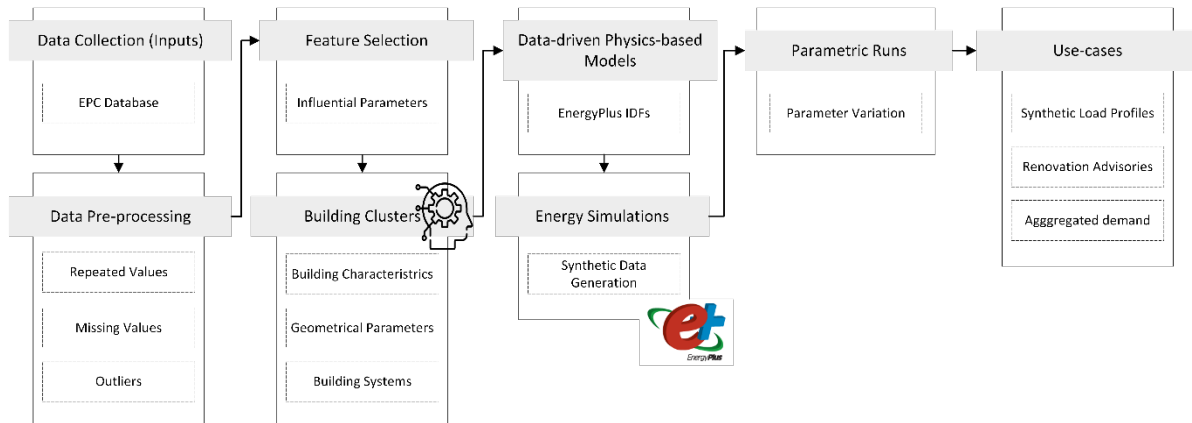 Data Collection (Inputs)
EPC Database
Data Pre-processing
Repeated Values
Missing Values
Outliers
Feature Selection
Influential Parameters
Building Clusters
Building Characteristrics
Geometrical Parameters
Building Systems
Data-driven Physics-based
Models
EnergyPlus IDFs
Energy Simulations
Synthetic Data
Generation
e+
EnergyPlus
Parametric Runs
Parameter Variation
Use-cases
Synthetic Load Profiles
Renovation Advisories
Agggregated demand